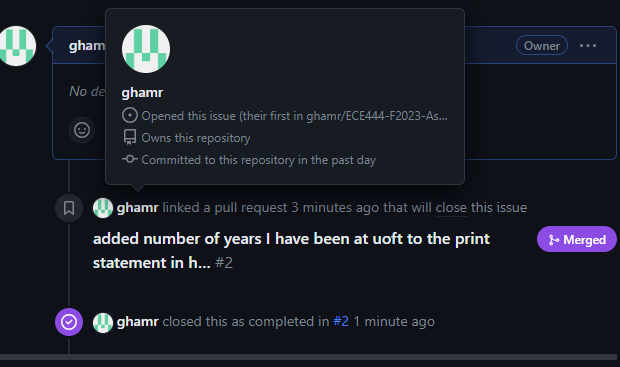 gham
Owner
No de
ghamr
Opened this issue (their first in ghamr/ECE444-F2023-As...
Owns this repository
Committed to this repository in the past day
ghamr linked a pull request 3 minutes ago that will close this issue
added number of years I have been at uoft to the print
statement in h... #2
Merged
ghamr closed this as completed in #2 1 minute ago